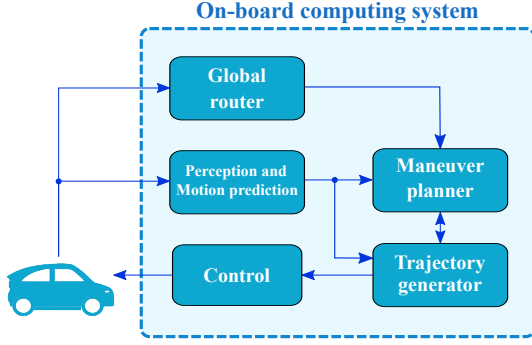 On-board computing system
Global
router
Perception and
Motion prediction
Maneuver
planner
Control
Trajectory
generator